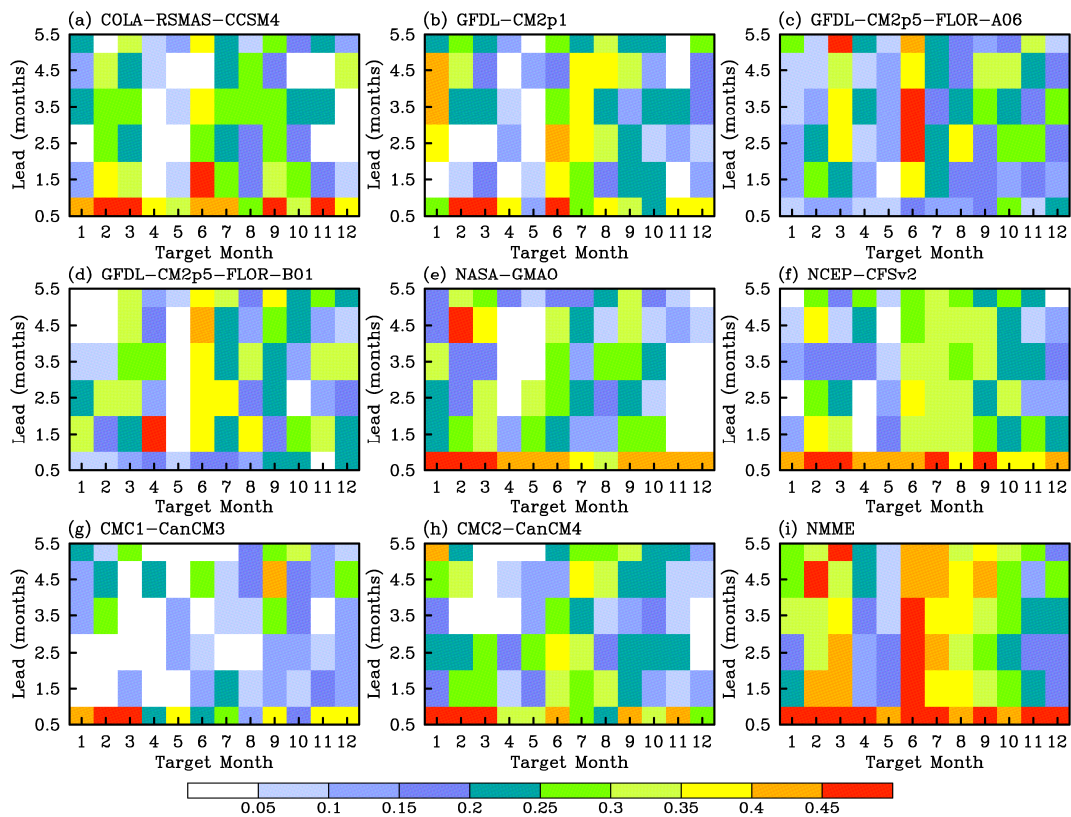 (a) COLA-RSMAS-CCSM4 (b) GFDL-CM2p1 (c) GFDL-CM2p5-FLOR-A06
5.5 5.5 5.5
4.5 4.5 4.5
3.5 3.5 3.5
2.5 2.5 2.5
1.5 1.5 1.5
0.5 0.5 0.5
Lead (months) Lead (months) Lead (months)
1 2 3 4 5 6 7 8 9 10 11 12 1 2 3 4 5 6 7 8 9 10 11 12 1 2 3 4 5 6 7 8 9 10 11 12
Target Month Target Month Target Month
(d) GFDL-CM2p5-FLOR-B01 (e) NASA-GMAO (f) NCEP-CFSv2
5.5 5.5 5.5
4.5 4.5 4.5
3.5 3.5 3.5
2.5 2.5 2.5
1.5 1.5 1.5
0.5 0.5 0.5
Lead (months) Lead (months) Lead (months)
1 2 3 4 5 6 7 8 9 10 11 12 1 2 3 4 5 6 7 8 9 10 11 12 1 2 3 4 5 6 7 8 9 10 11 12
Target Month Target Month Target Month
(g) CMC1-CanCM3 (h) CMC2-CanCM4 (i) NMME
5.5 5.5 5.5
4.5 4.5 4.5
3.5 3.5 3.5
2.5 2.5 2.5
1.5 1.5 1.5
0.5 0.5 0.5
Lead (months) Lead (months) Lead (months)
1 2 3 4 5 6 7 8 9 10 11 12 1 2 3 4 5 6 7 8 9 10 11 12 1 2 3 4 5 6 7 8 9 10 11 12
Target Month Target Month Target Month
0.05 0.1 0.15 0.2 0.25 0.3 0.35 0.4 0.45